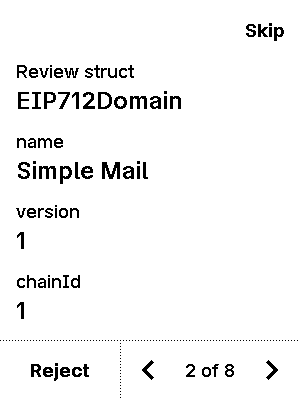 Skip
Review struct
EIP712Domain
name
Simple Mail
version
1
chainId
1
Reject
2 of 8